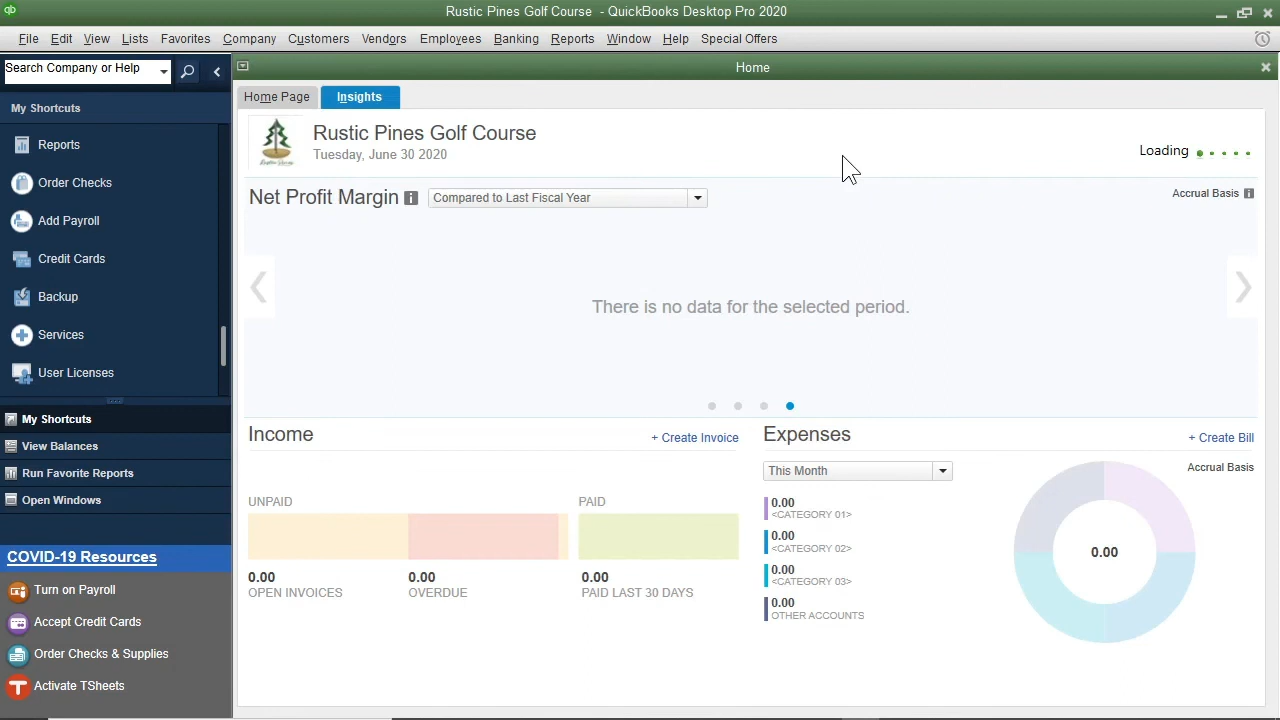 qb
Rustic Pines Golf Course - QuickBooks Desktop Pro 2020
File Edit View Lists Favorites Company Customers Vendors Employees Banking Reports Window Help Special Offers
Search Company or Help
Home
Home Page Insights
My Shortcuts
Reports
Order Checks
Add Payroll
Credit Cards
Backup
Services
User Licenses
My Shortcuts
View Balances
Run Favorite Reports
Open Windows
COVID-19 Resources
Turn on Payroll
Accept Credit Cards
Order Checks & Supplies
Activate TSheets
Rustic Pines Golf Course
Tuesday, June 30 2020
Loading
Net Profit Margin
Compared to Last Fiscal Year
Accrual Basis
There is no data for the selected period.
Income
+ Create Invoice
UNPAID
PAID
0.00
OPEN INVOICES
0.00
OVERDUE
0.00
PAID LAST 30 DAYS
Expenses
+ Create Bill
This Month
Accrual Basis
0.00
<CATEGORY 01>
0.00
<CATEGORY 02>
0.00
<CATEGORY 03>
0.00
OTHER ACCOUNTS
0.00